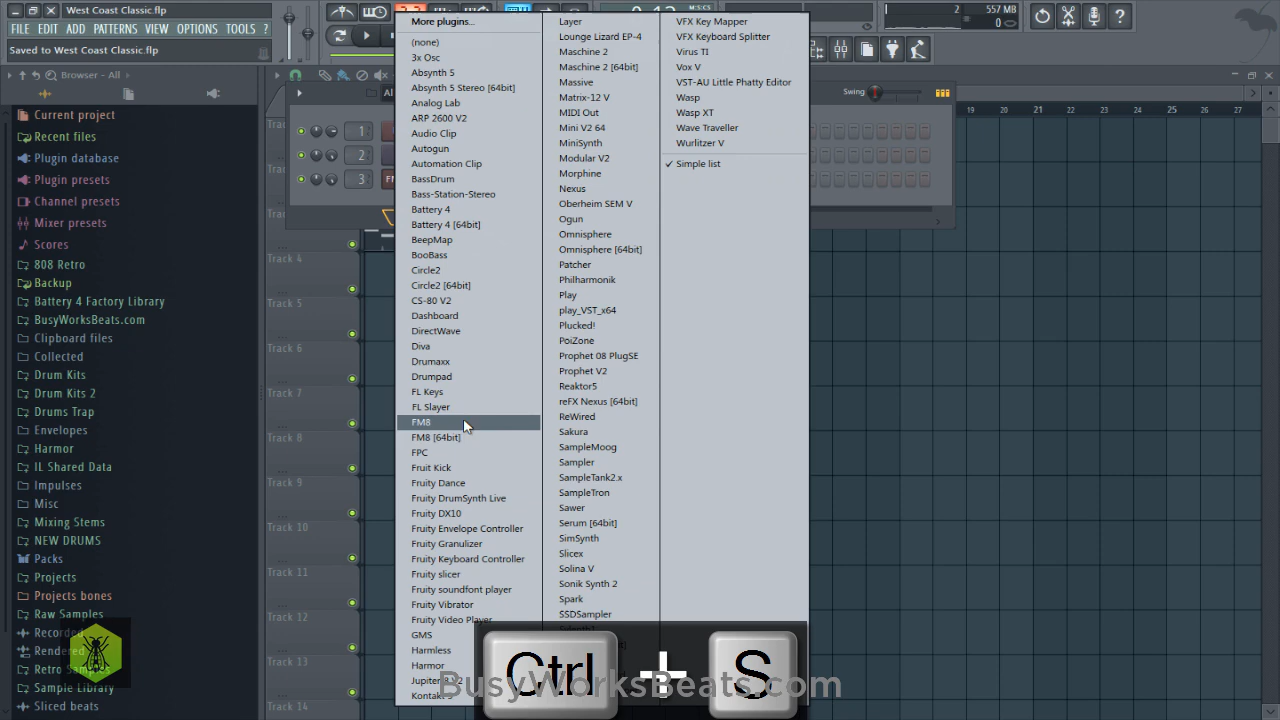 West Coast Classic.flp
FILE EDIT ADD PATTERNS VIEW OPTIONS TOOLS ?
Saved to West Coast Classic.flp
2
557 MB
0
Browser - All
Current project
Recent files
Plugin database
Plugin presets
Channel presets
Mixer presets
Scores
808 Retro
Backup
Battery 4 Factory Library
BusyWorksBeats.com
Clipboard files
Collected
Drum Kits
Drum Kits 2
Drums Trap
Envelopes
Harmor
IL Shared Data
Impulses
Misc
Mixing Stems
NEW DRUMS
Packs
Projects
Projects bones
Raw Samples
Recorded
Rendered
Retro Samples
Sample Library
Sliced beats
1
2
3
Track 4
Track 5
Track 6
Track 7
Track 8
Track 9
Track 10
Track 11
Track 12
Track 13
Track 14
More plugins...
(none)
3x Osc
Absynth 5
Absynth 5 Stereo [64bit]
Analog Lab
ARP 2600 V2
Audio Clip
Autogun
Automation Clip
BassDrum
Bass-Station-Stereo
Battery 4
Battery 4 [64bit]
BeepMap
BooBass
Circle2
Circle2 [64bit]
CS-80 V2
Dashboard
DirectWave
Diva
Drumaxx
Drumpad
FL Keys
FL Slayer
FM8
FM8 [64bit]
FPC
Fruit Kick
Fruity Dance
Fruity DrumSynth Live
Fruity DX10
Fruity Envelope Controller
Fruity Granulizer
Fruity Keyboard Controller
Fruity slicer
Fruity soundfont player
Fruity Vibrator
Fruity Video Player
GMS
Harmless
Harmor
Jupiter 8 V2
Kontakt
Layer
Lounge Lizard EP-4
Maschine 2
Maschine 2 [64bit]
Massive
Matrix-12 V
MIDI Out
Mini V2 64
MiniSynth
Modular V2
Morphine
Nexus
Oberheim SEM V
Ogun
Omnisphere
Omnisphere [64bit]
Patcher
Philharmonik
Play
play_VST_x64
Plucked!
PoiZone
Prophet 08 PlugSE
Prophet V2
Reaktor5
reFX Nexus [64bit]
ReWired
Sakura
SampleMoog
Sampler
SampleTank2.x
SampleTron
Sawer
Serum [64bit]
SimSynth
Slicex
Solina V
Sonik Synth 2
Spark
SSDSampler
VFX Key Mapper
VFX Keyboard Splitter
Virus TI
Vox V
VST-AU Little Phatty Editor
Wasp
Wasp XT
Wave Traveller
Wurlitzer V
Simple list
Swing
19 20 21 22 23 24 25 26 27
Ctrl + S
BusyWorksBeats.com